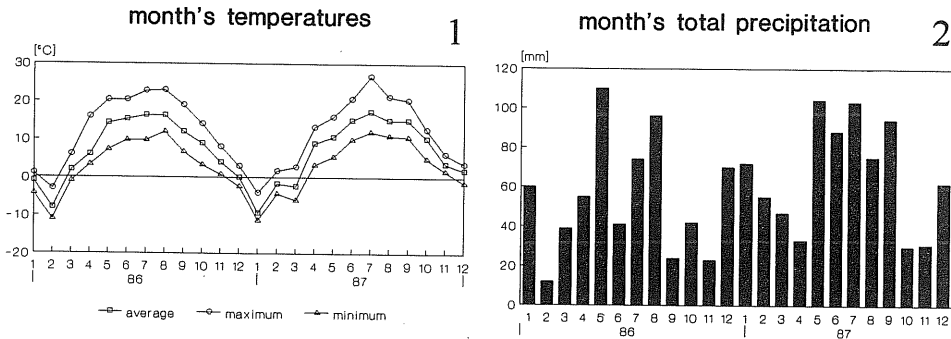 month's temperatures
1
[°C]
30
20
10
0
-10
-20
1 2 3 4 5 6 7 8 9 10 11 12 1 2 3 4 5 6 7 8 9 10 11 12
86 87
average maximum minimum
month's total precipitation
2
[mm]
120
100
80
60
40
20
0
1 2 3 4 5 6 7 8 9 10 11 12 1 2 3 4 5 6 7 8 9 10 11 12
86 87